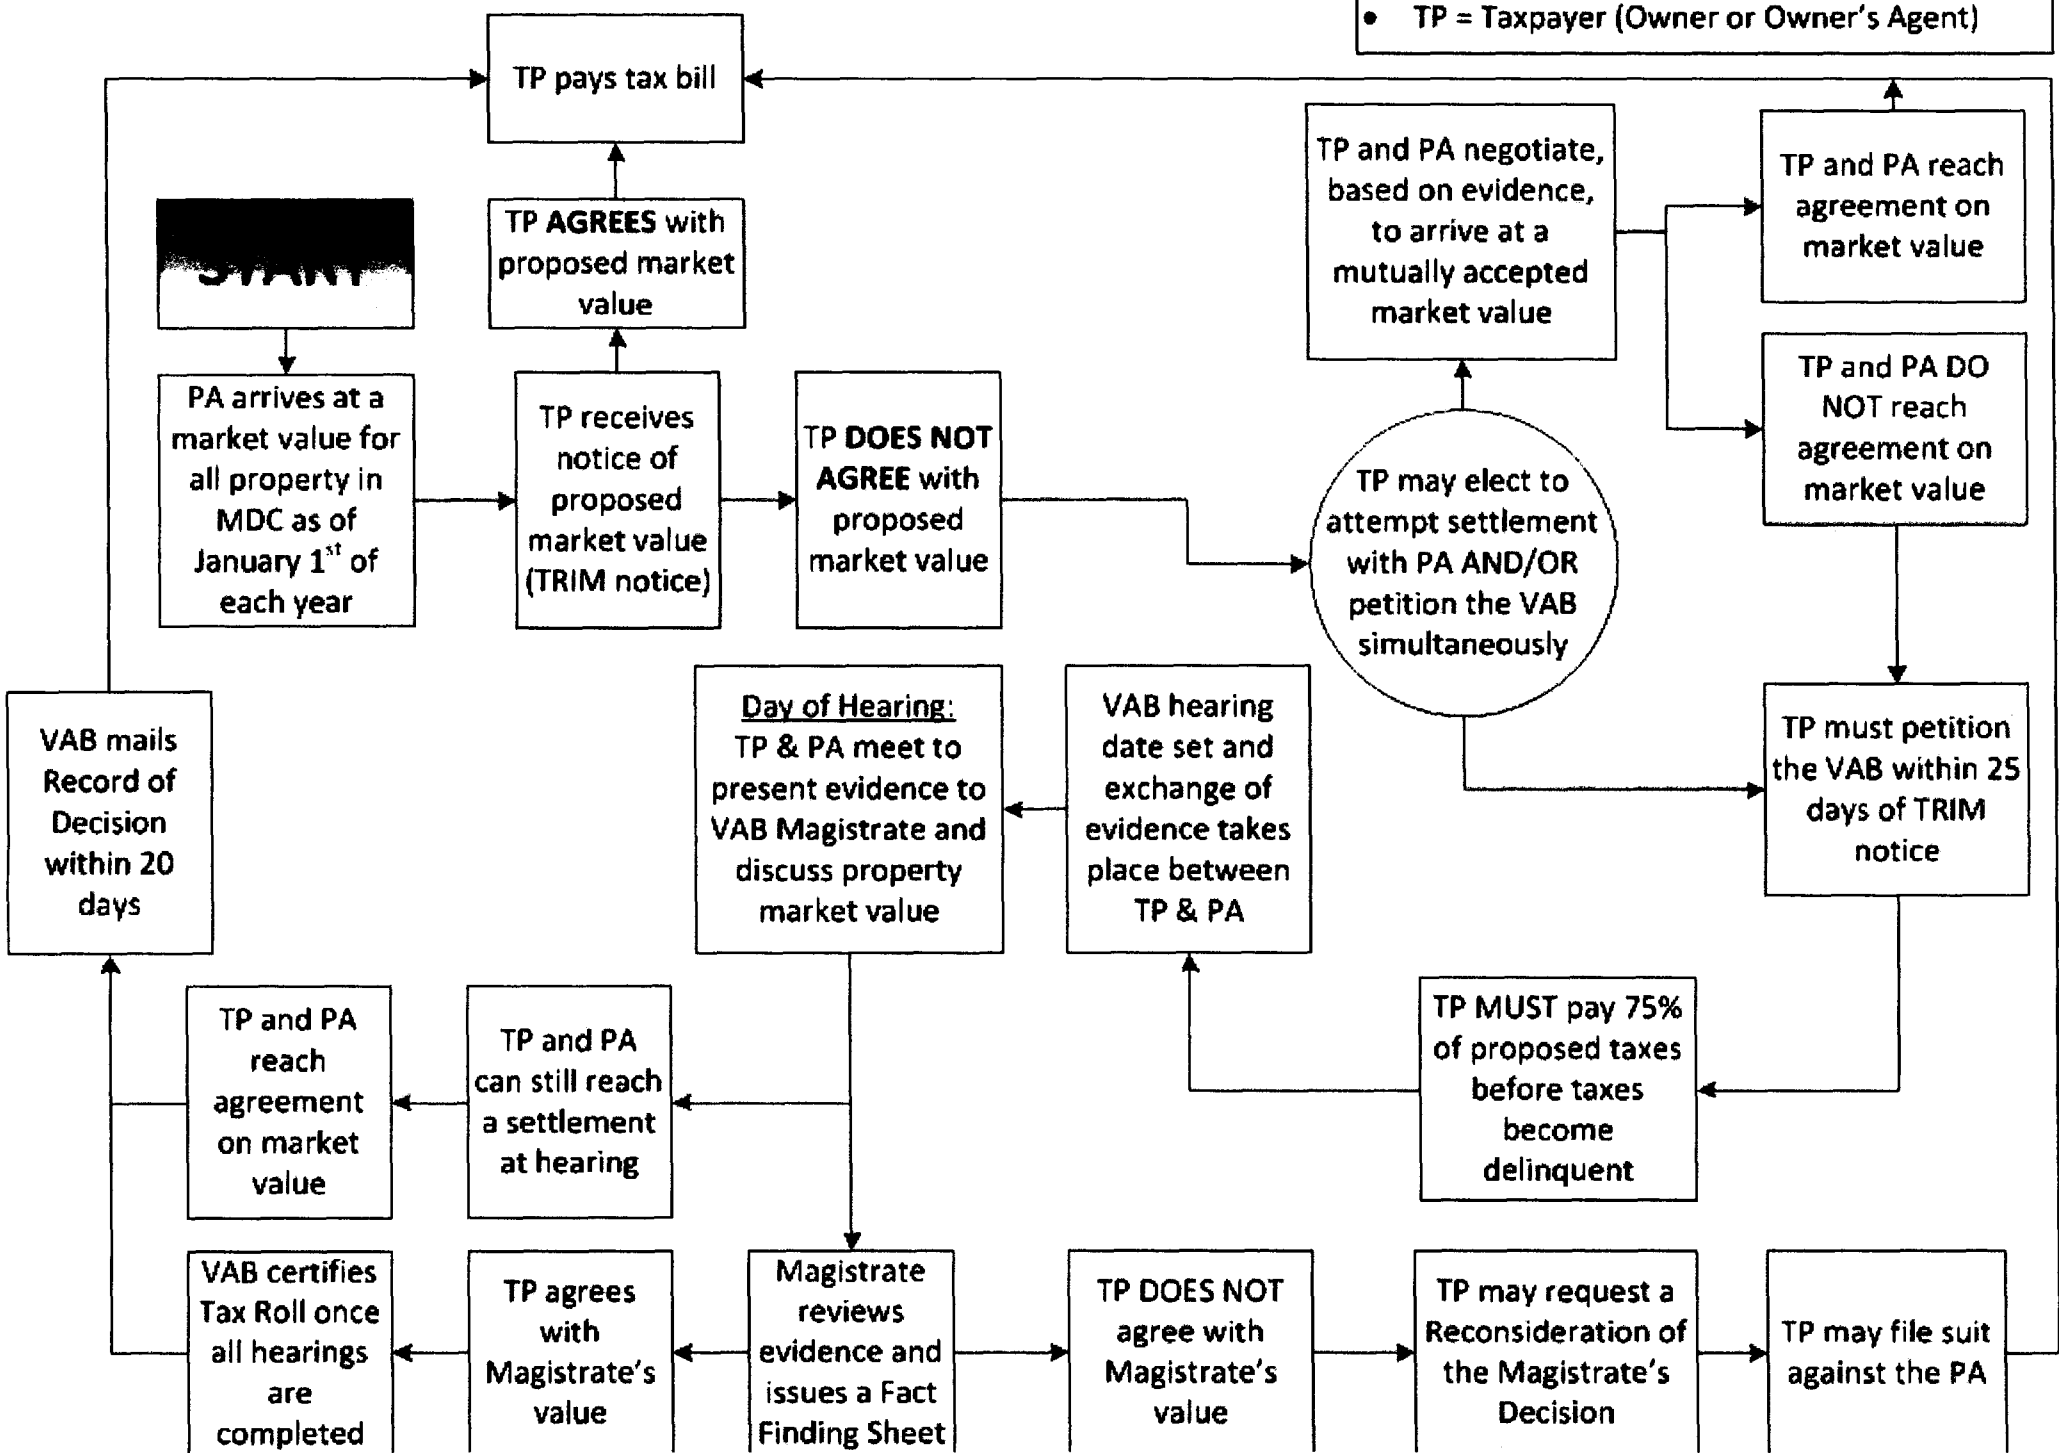 • TP = Taxpayer (Owner or Owner's Agent)
TP pays tax bill
TP AGREES with
proposed market
value
START
PA arrives at a
market value for
all property in
MDC as of
January 1st of
each year
TP receives
notice of
proposed
market value
(TRIM notice)
TP DOES NOT
AGREE with
proposed
market value
TP may elect to
attempt settlement
with PA AND/OR
petition the VAB
simultaneously
TP and PA negotiate,
based on evidence,
to arrive at a
mutually accepted
market value
TP and PA reach
agreement on
market value
TP and PA DO
NOT reach
agreement on
market value
TP must petition
the VAB within 25
days of TRIM
notice
TP MUST pay 75%
of proposed taxes
before taxes
become
delinquent
VAB hearing
date set and
exchange of
evidence takes
place between
TP & PA
Day of Hearing:
TP & PA meet to
present evidence to
VAB Magistrate and
discuss property
market value
TP and PA
can still reach
a settlement
at hearing
TP and PA
reach
agreement
on market
value
VAB mails
Record of
Decision
within 20
days
Magistrate
reviews
evidence and
issues a Fact
Finding Sheet
TP agrees
with
Magistrate's
value
VAB certifies
Tax Roll once
all hearings
are
completed
TP DOES NOT
agree with
Magistrate's
value
TP may request a
Reconsideration of
the Magistrate's
Decision
TP may file suit
against the PA